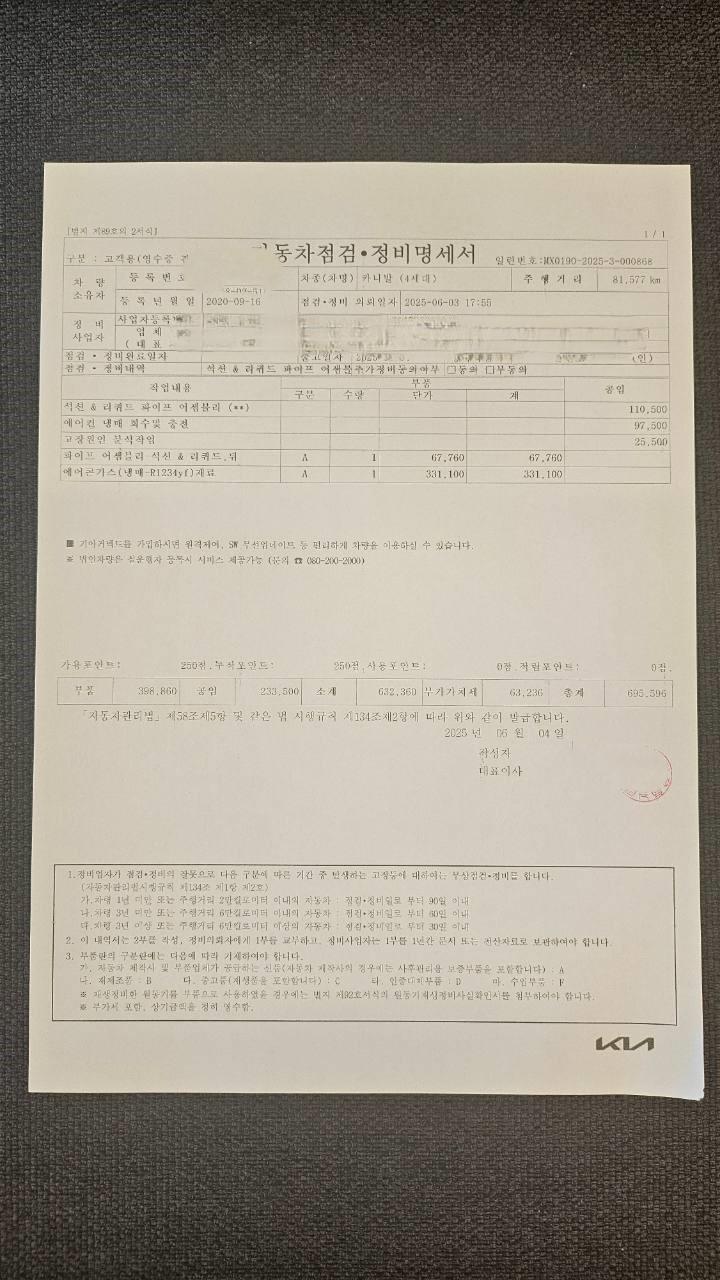 [별지 제89호의 2서식]
1 / 1
구분 : 고객용(영수증 겸
자동차점검•정비명세서
일련번호:MX0190-2025-3-000868
차 량 소유자
등 록 번 호
차종(차명) 카니발 (4세대)
주 행 거 리
81,577 km
등 록 년 월 일 2020-09-16
점검•정비 의뢰일자 2025-06-03 17:55
정 비 사업자
사업자등록
업 체
( 대 표
점검 • 정비완료일자
출고일자
(인)
점검 • 정비내역
석션 & 리퀴드 파이프 어셈블 추가정비동의여부 □동의 □부동의
작업내용 부품 공임
구분 수량 단가 계
석션 & 리퀴드 파이프 어셈블리 (**) 110,500
에어컨 냉매 회수및 충전 97,500
고장원인 분석작업 25,500
파이프 어셈블리-석션 & 리퀴드,뒤 A 1 67,760 67,760
에어콘가스(냉매-R1234yf)재료 A 1 331,100 331,100
■ 기아커넥트를 가입하시면 원격제어, SW 무선업데이트 등 편리하게 차량을 이용하실 수 있습니다.
※ 법인차량은 실운행자 등록시 서비스 제공가능 (문의 ☎ 080-200-2000)
가용포인트: 250점,누적포인트: 250점,사용포인트: 0점,적립포인트: 0점.
부품 398,860 공임 233,500 소계 632,360 부가가치세 63,236 총계 695,596
「자동차관리법」제58조제5항 및 같은 법 시행규칙 제134조제2항에 따라 위와 같이 발급합니다.
2025 년 06 월 04 일
작성자
대표이사
1.정비업자가 점검•정비의 잘못으로 다음 구분에 따른 기간 중 발생하는 고장등에 대하여는 무상점검•정비를 합니다.
(자동차관리법시행규칙 제134조 제1항 제2호)
가.차령 1년 미만 또는 주행거리 2만킬로미터 이내의 자동차 : 점검•정비일로 부터 90일 이내
나.차령 3년 미만 또는 주행거리 6만킬로미터 이내의 자동차 : 점검•정비일로 부터 60일 이내
다.차령 3년 이상 또는 주행거리 6만킬로미터 이상의 자동차 : 점검•정비일로 부터 30일 이내
2. 이 내역서는 2부를 작성, 정비의뢰자에게 1부를 교부하고, 정비사업자는 1부를 1년간 문서 또는 전산자료로 보관하여야 합니다.
3. 부품란의 구분란에는 다음에 따라 기재하여야 합니다.
가. 자동차 제작사 및 부품업체가 공급하는 신품(자동차 제작사의 경우에는 사후관리용 보증부품을 포함합니다) : A
나. 재제조품 : B 다. 중고품(재생품을 포함합니다) : C 라. 인증대체부품 : D 마. 수입부품 : F
※ 재생정비한 원동기를 부품으로 사용하였을 경우에는 별지 제92호서식의 원동기재생정비사실확인서를 첨부하여야 합니다.
※ 부가세 포함, 상기금액을 정히 영수함.
KIA